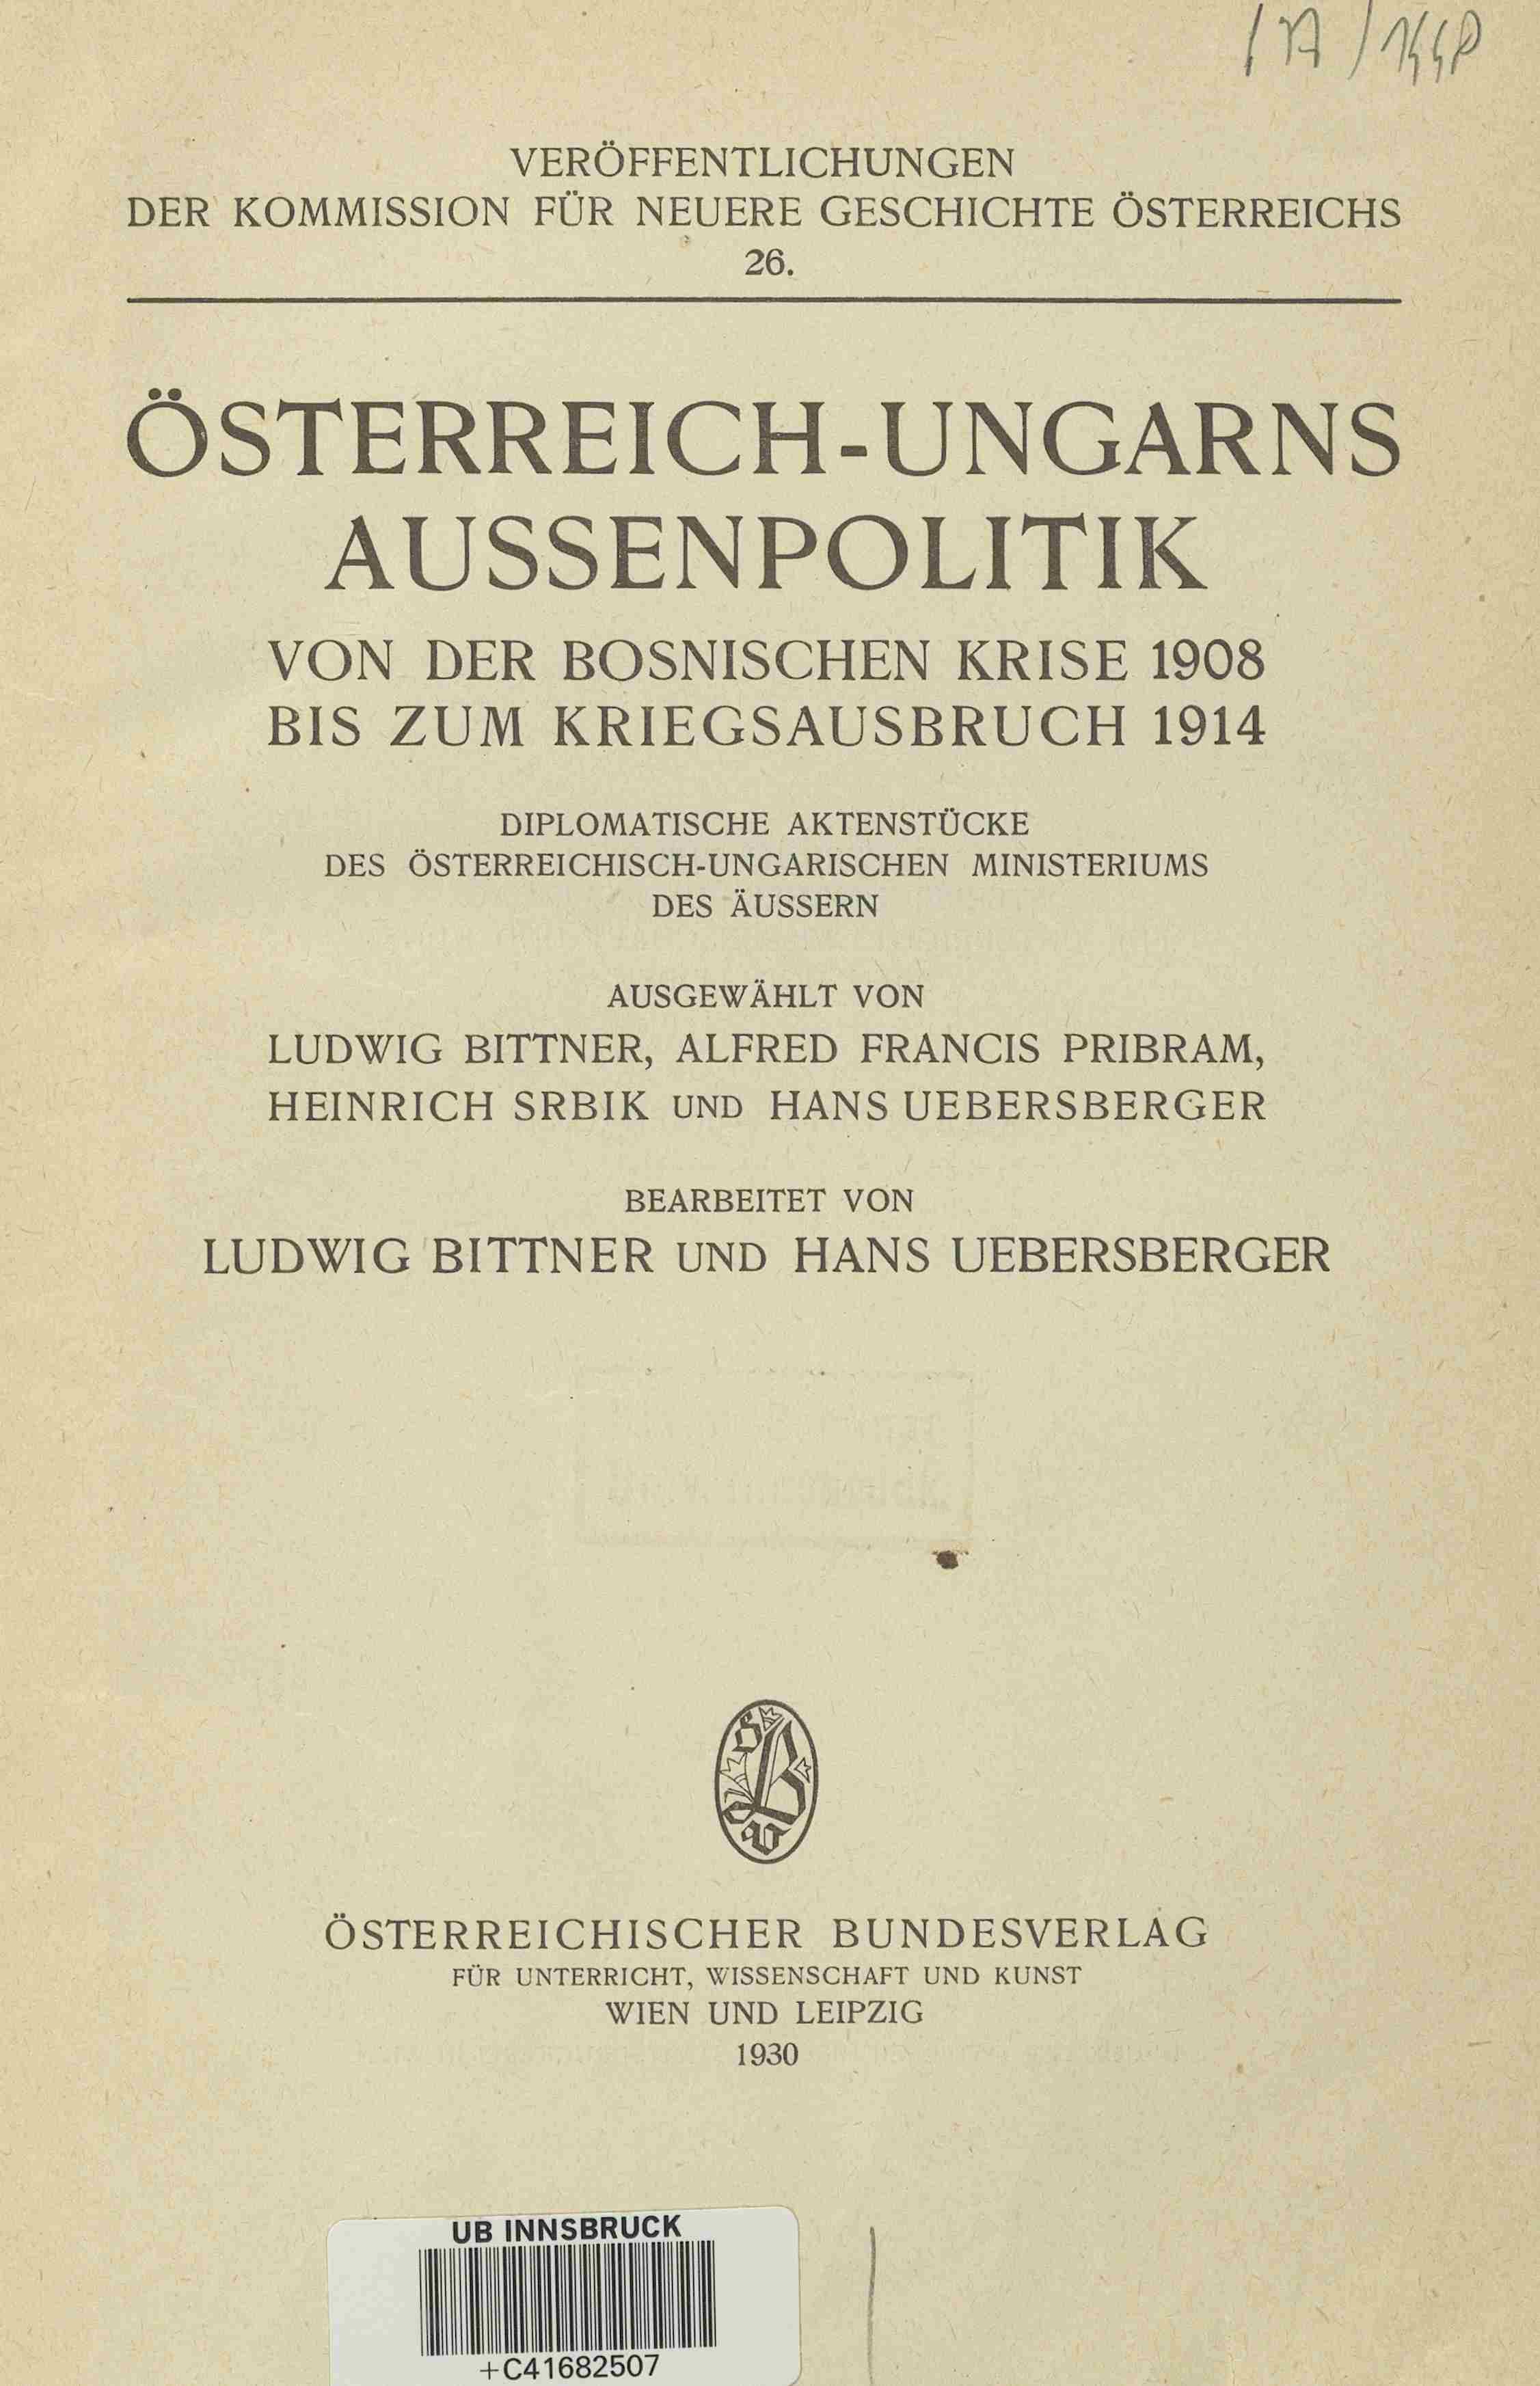 VERÖFFENTLICHUNGEN
DER KOMMISSION FÜR NEUERE GESCHICHTE ÖSTERREICHS
26.
ÖSTERREICH-UNGARNS
AUSSENPOLITIK
VON DER BOSNISCHEN KRISE 1908
BIS ZUM KRIEGSAUSBRUCH 1914
DIPLOMATISCHE AKTENSTÜCKE
DES ÖSTERREICHISCH-UNGARISCHEN MINISTERIUMS
DES ÄUSSERN
AUSGEWÄHLT VON
LUDWIG BITTNER, ALFRED FRANCIS PRIBRAM,
HEINRICH SRBIK UND HANS UEBERSBERGER
BEARBEITET VON
LUDWIG BITTNER UND HANS UEBERSBERGER
ÖSTERREICHISCHER BUNDESVERLAG
FÜR UNTERRICHT, WISSENSCHAFT UND KUNST
WIEN UND LEIPZIG
1930
UB INNSBRUCK
+C41682507